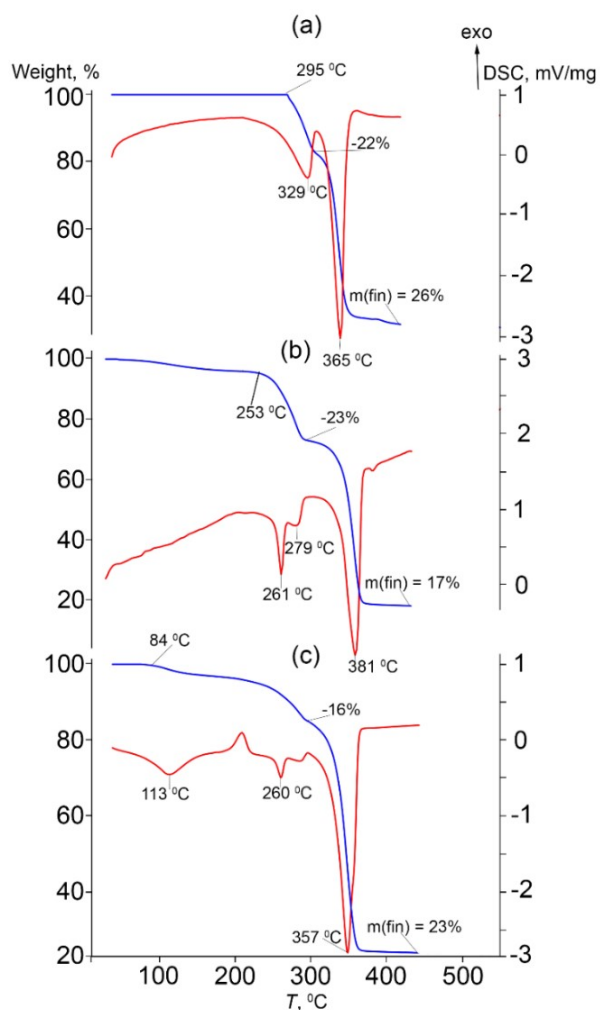 (a)
exo
Weight, %
DSC, mV/mg
295 ⁰C
100
1
80
0
-22%
329 ⁰C
60
-1
40
-2
m(fin) = 26%
-3
365 ⁰C
(b)
100
3
253 ⁰C
-23%
80
2
60
1
40
279 ⁰C
261 ⁰C
20
0
m(fin) = 17%
381 ⁰C
84 ⁰C
(c)
100
1
-16%
80
0
113 ⁰C
260 ⁰C
60
-1
40
-2
357 ⁰C
m(fin) = 23%
20
-3
100 200 300 400 500
T, ⁰C